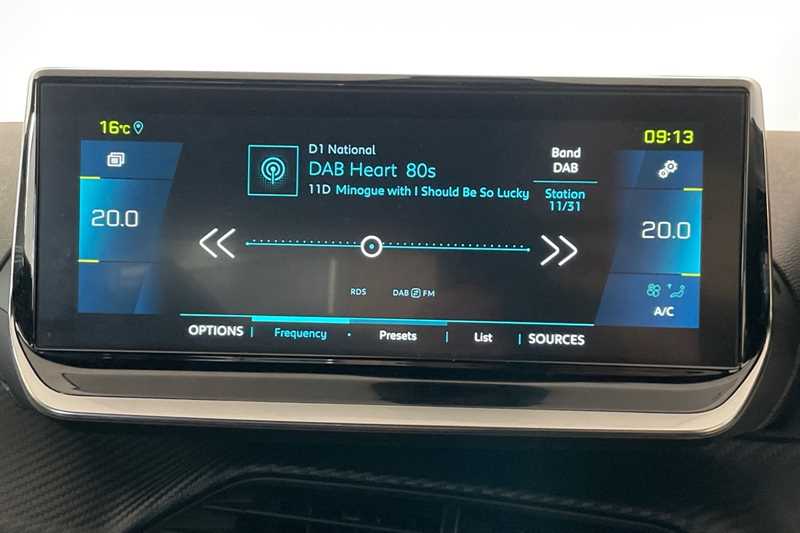 16°C
09:13
D1 National
DAB Heart 80s
11D Minogue with I Should Be So Lucky
Band
DAB
Station
11/31
20.0
20.0
RDS
DAB FM
A/C
OPTIONS
Frequency
Presets
List
SOURCES